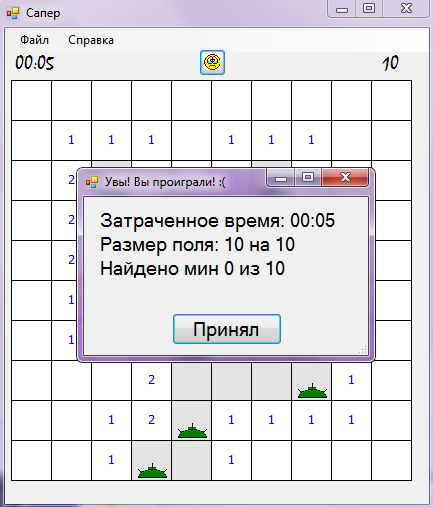 Сапер
Файл Справка
00:05 10
1 1 1 1 1 1
2
Увы! Вы проиграли! :(
2
Затраченное время: 00:05
Размер поля: 10 на 10
Найдено мин 0 из 10
1
1
Принял
2 1
1 2 1 1 1 1
1 1